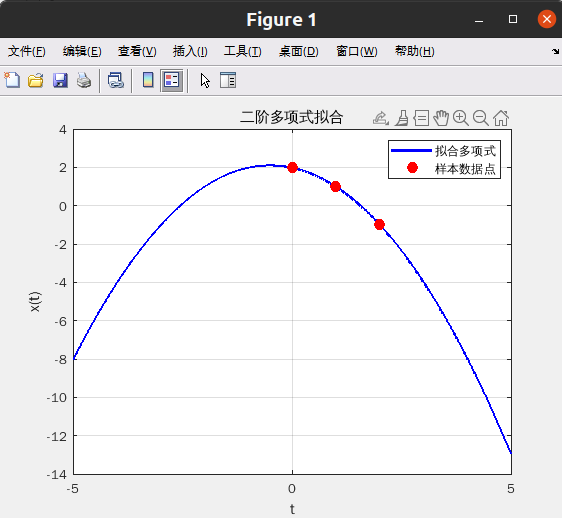 Figure 1
文件(F) 编辑(E) 查看(V) 插入(I) 工具(T) 桌面(D) 窗口(W) 帮助(H)
二阶多项式拟合
拟合多项式
样本数据点
4
2
0
-2
-4
-6
-8
-10
-12
-14
x(t)
-5 0 5
t